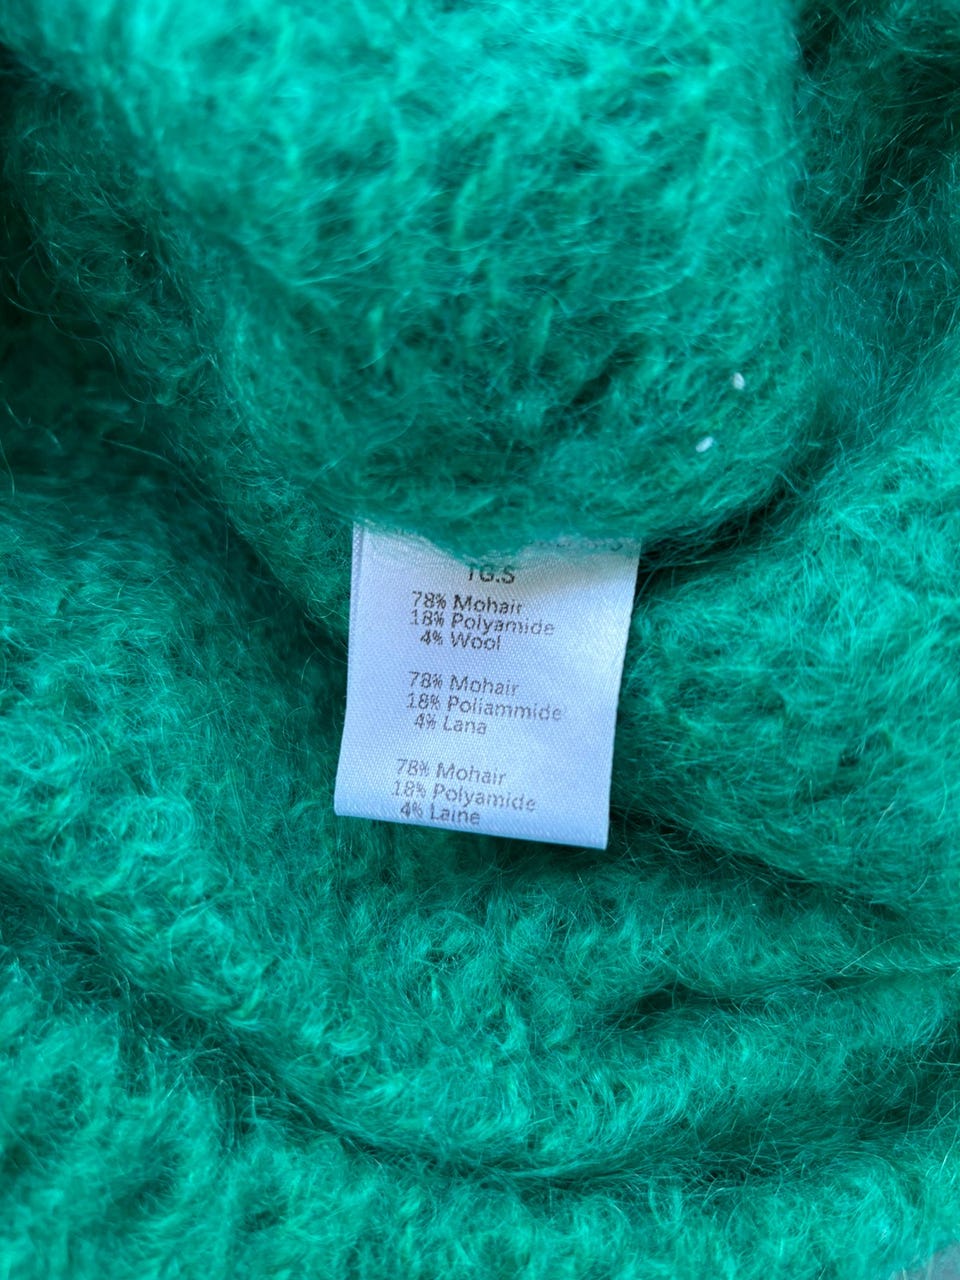 TG.S
78% Mohair
18% Polyamide
4% Wool
78% Mohair
18% Poliammide
4% Lana
78% Mohair
18% Polyamide
4% Laine